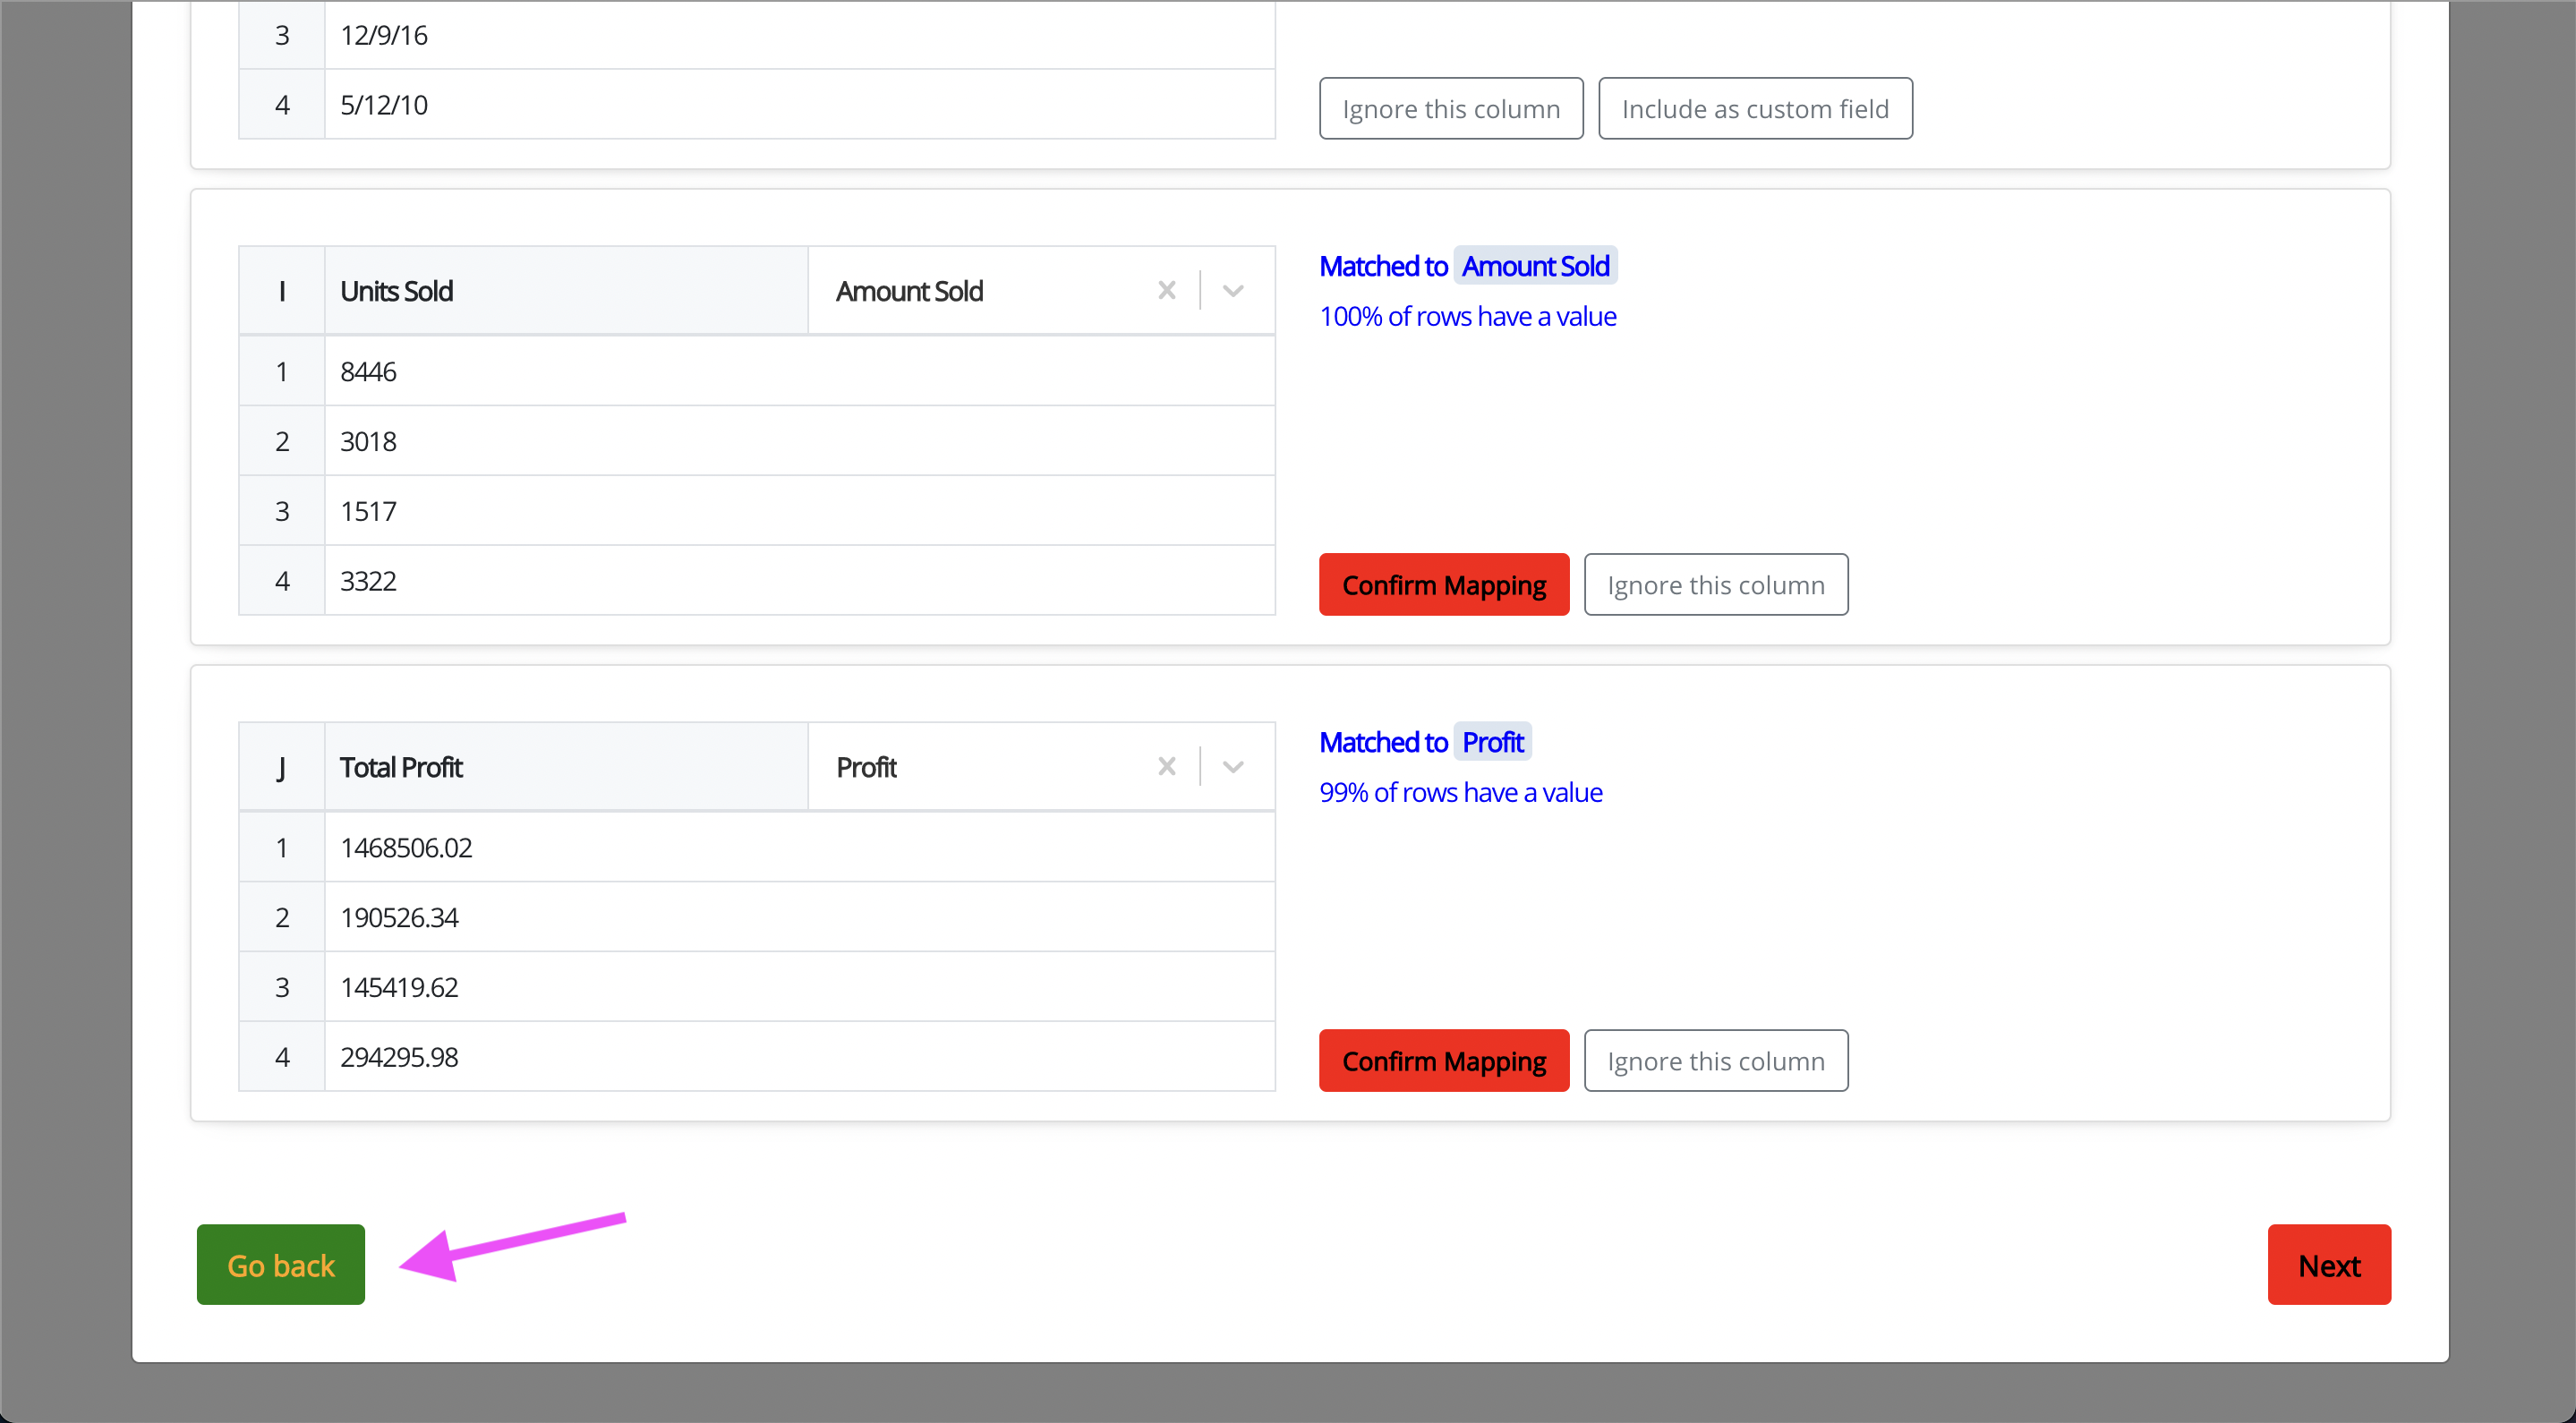 3 12/9/16
4 5/12/10
Ignore this column Include as custom field
I Units Sold Amount Sold
1 8446
2 3018
3 1517
4 3322
Matched to Amount Sold
100% of rows have a value
Confirm Mapping Ignore this column
J Total Profit Profit
1 1468506.02
2 190526.34
3 145419.62
4 294295.98
Matched to Profit
99% of rows have a value
Confirm Mapping Ignore this column
Go back Next